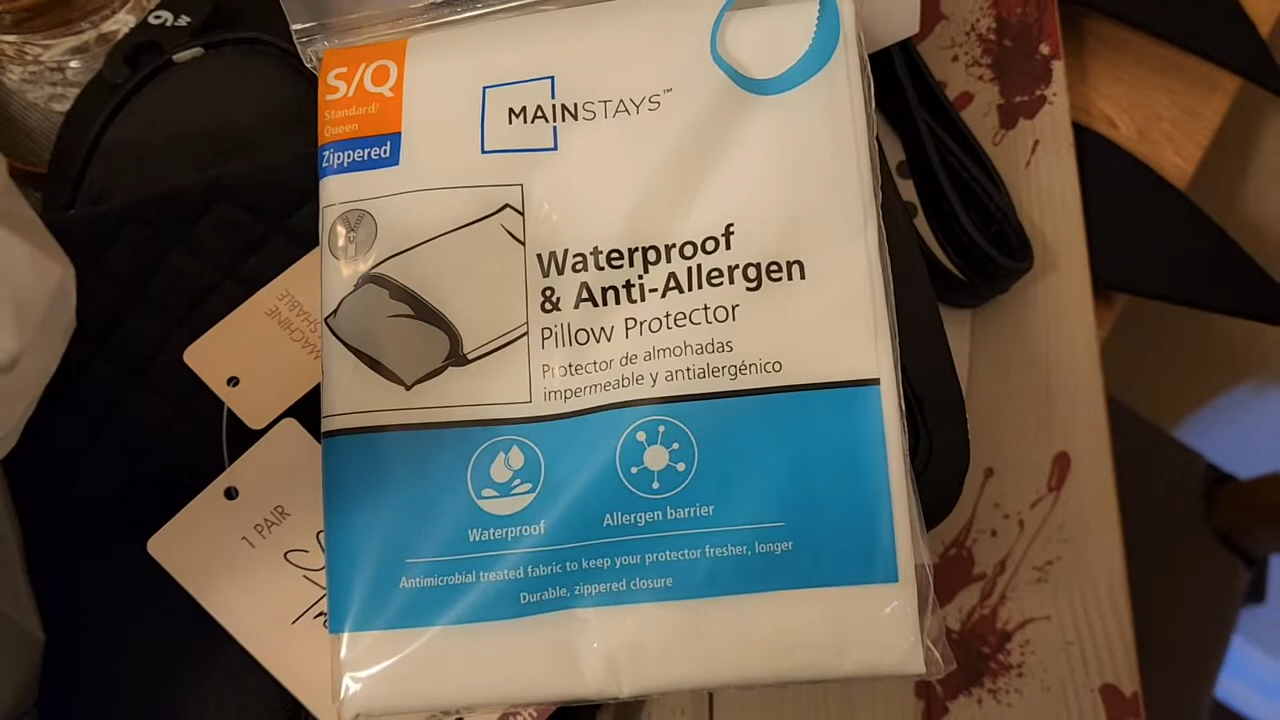 S/Q
Standard/
Queen
Zippered
MAINSTAYS™
Waterproof
& Anti-Allergen
Pillow Protector
Protector de almohadas
impermeable y antialergénico
Waterproof
Allergen barrier
Antimicrobial treated fabric to keep your protector fresher, longer
Durable, zippered closure
MACHINE
1 PAIR